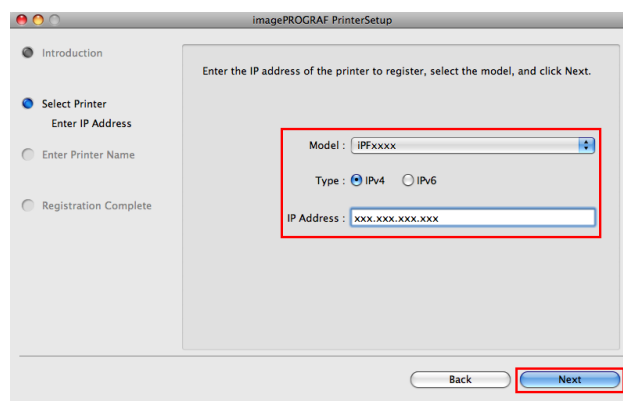 imagePROGRAF PrinterSetup
Introduction
Select Printer
Enter IP Address
Enter Printer Name
Registration Complete
Enter the IP address of the printer to register, select the model, and click Next.
Model : iPFxxxx
Type : IPv4 IPv6
IP Address : xxx.xxx.xxx.xxx
Back Next